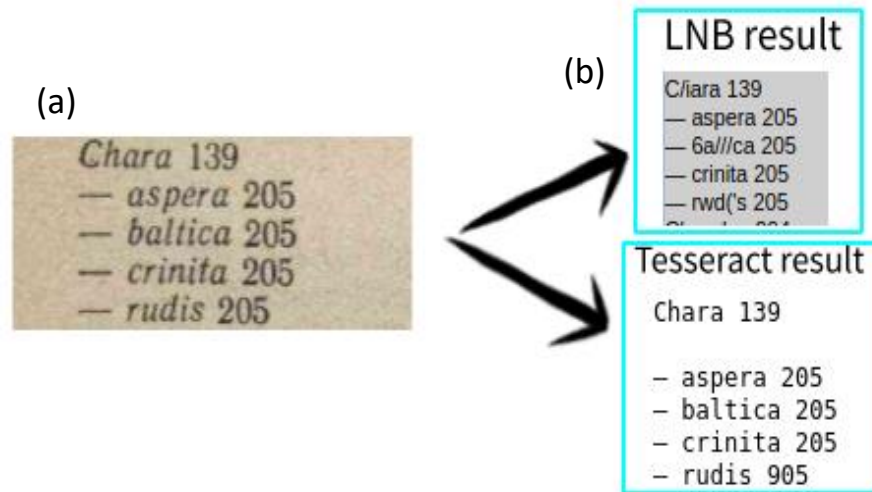 (a)
Chara 139
— aspera 205
— baltica 205
— crinita 205
— rudis 205
(b)
LNB result
C/iara 139
— aspera 205
— 6a///ca 205
— crinita 205
— rwd('s 205
Tesseract result
Chara 139
— aspera 205
— baltica 205
— crinita 205
— rudis 905